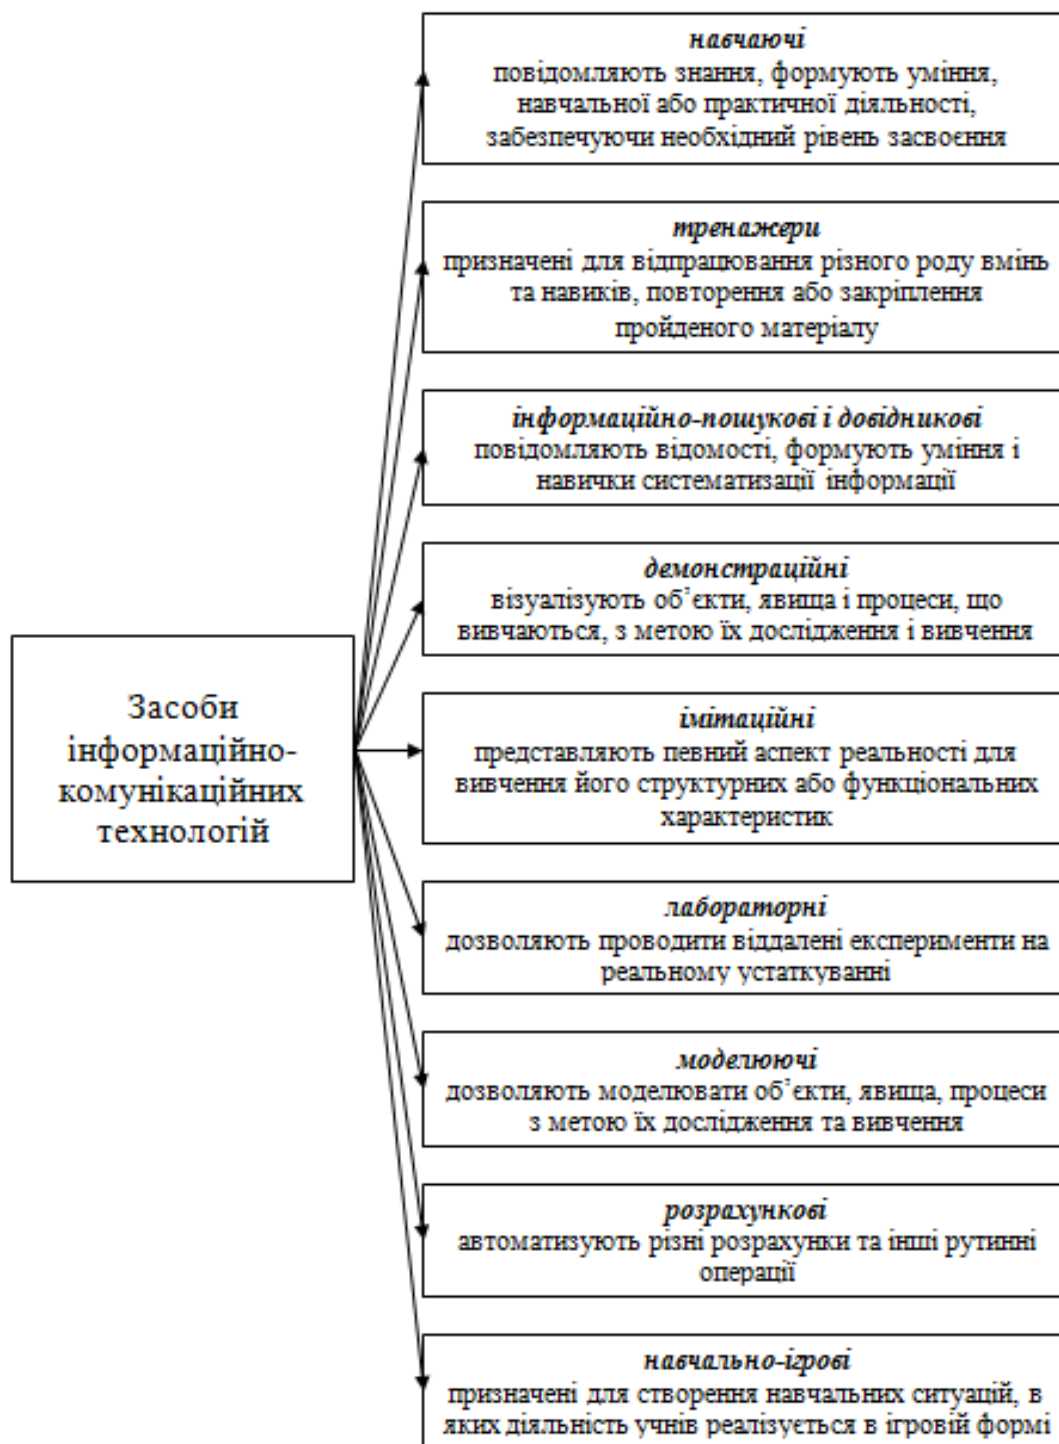 навчаючі
повідомляють знання, формують уміння,
навчальної або практичної діяльності,
забезпечуючи необхідний рівень засвоєння
тренажери
призначені для відпрацювання різного роду вмінь
та навиків, повторення або закріплення
пройденого матеріалу
інформаційно-пошукові і довідникові
повідомляють відомості, формують уміння і
навички систематизації інформації
демонстраційні
візуалізують об’єкти, явища і процеси, що
вивчаються, з метою їх дослідження і вивчення
Засоби
інформаційно-
комунікаційних
технологій
імітаційні
представляють певний аспект реальності для
вивчення його структурних або функціональних
характеристик
лабораторні
дозволяють проводити віддалені експерименти на
реальному устаткуванні
моделюючі
дозволяють моделювати об’єкти, явища, процеси
з метою їх дослідження та вивчення
розрахункові
автоматизують різні розрахунки та інші рутинні
операції
навчально-ігрові
призначені для створення навчальних ситуацій, в
яких діяльність учнів реалізується в ігровій формі